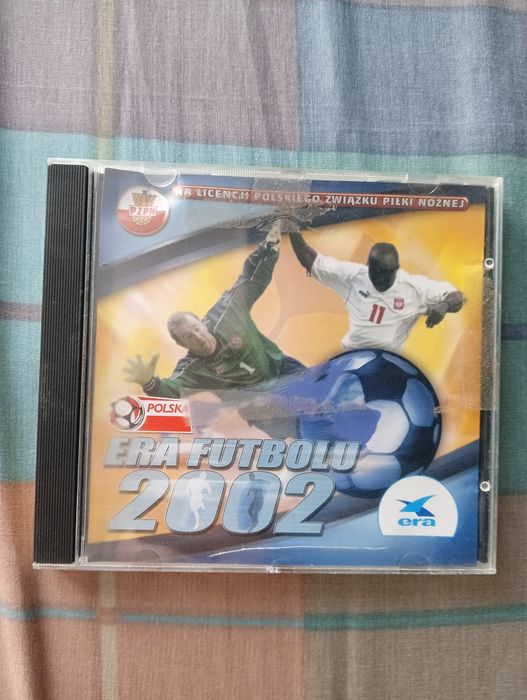 PZPN
NA LICENCJI POLSKIEGO ZWIĄZKU PIŁKI NOŻNEJ
11
1
POLSKA
ERA FUTBOLU
2002
era